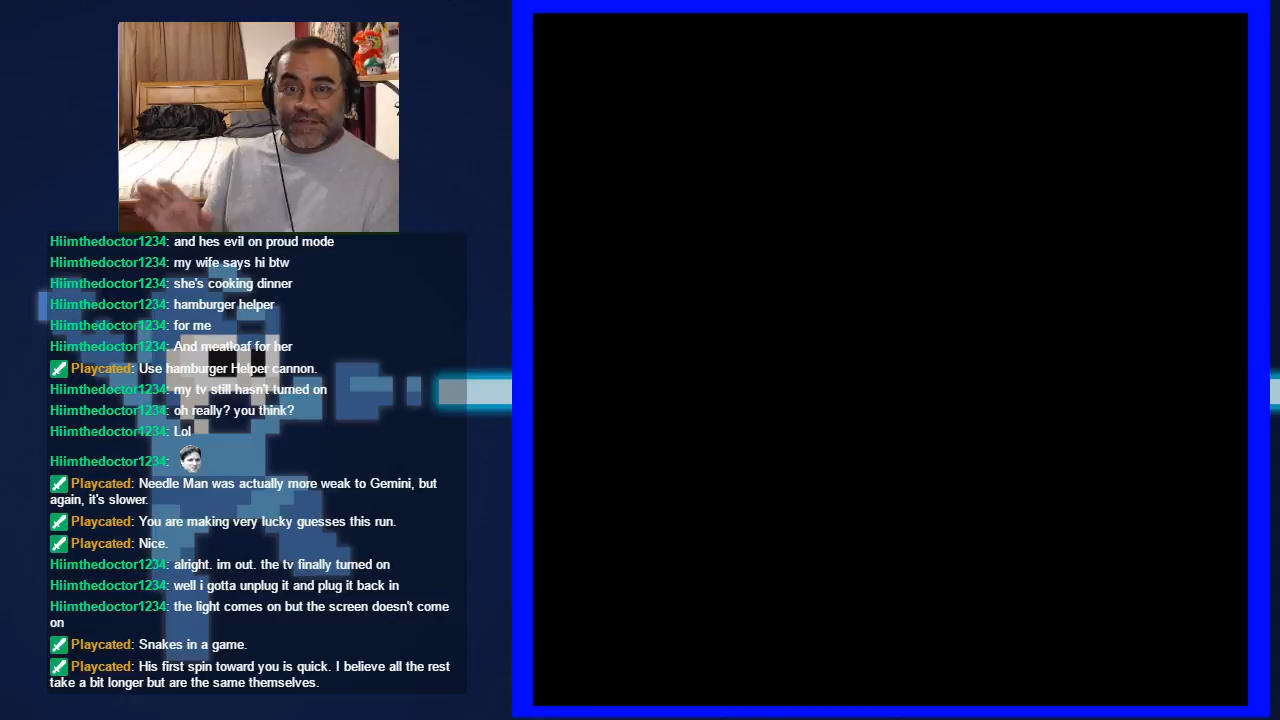 Hiimthedoctor1234: and hes evil on proud mode
Hiimthedoctor1234: my wife says hi btw
Hiimthedoctor1234: she's cooking dinner
Hiimthedoctor1234: hamburger helper
Hiimthedoctor1234: for me
Hiimthedoctor1234: And meatloaf for her
Playcated: Use hamburger Helper cannon.
Hiimthedoctor1234: my tv still hasn't turned on
Hiimthedoctor1234: oh really? you think?
Hiimthedoctor1234: Lol
Hiimthedoctor1234:
Playcated: Needle Man was actually more weak to Gemini, but
again, it's slower.
Playcated: You are making very lucky guesses this run.
Playcated: Nice.
Hiimthedoctor1234: alright. im out. the tv finally turned on
Hiimthedoctor1234: well i gotta unplug it and plug it back in
Hiimthedoctor1234: the light comes on but the screen doesn't come
on
Playcated: Snakes in a game.
Playcated: His first spin toward you is quick. I believe all the rest
take a bit longer but are the same themselves.